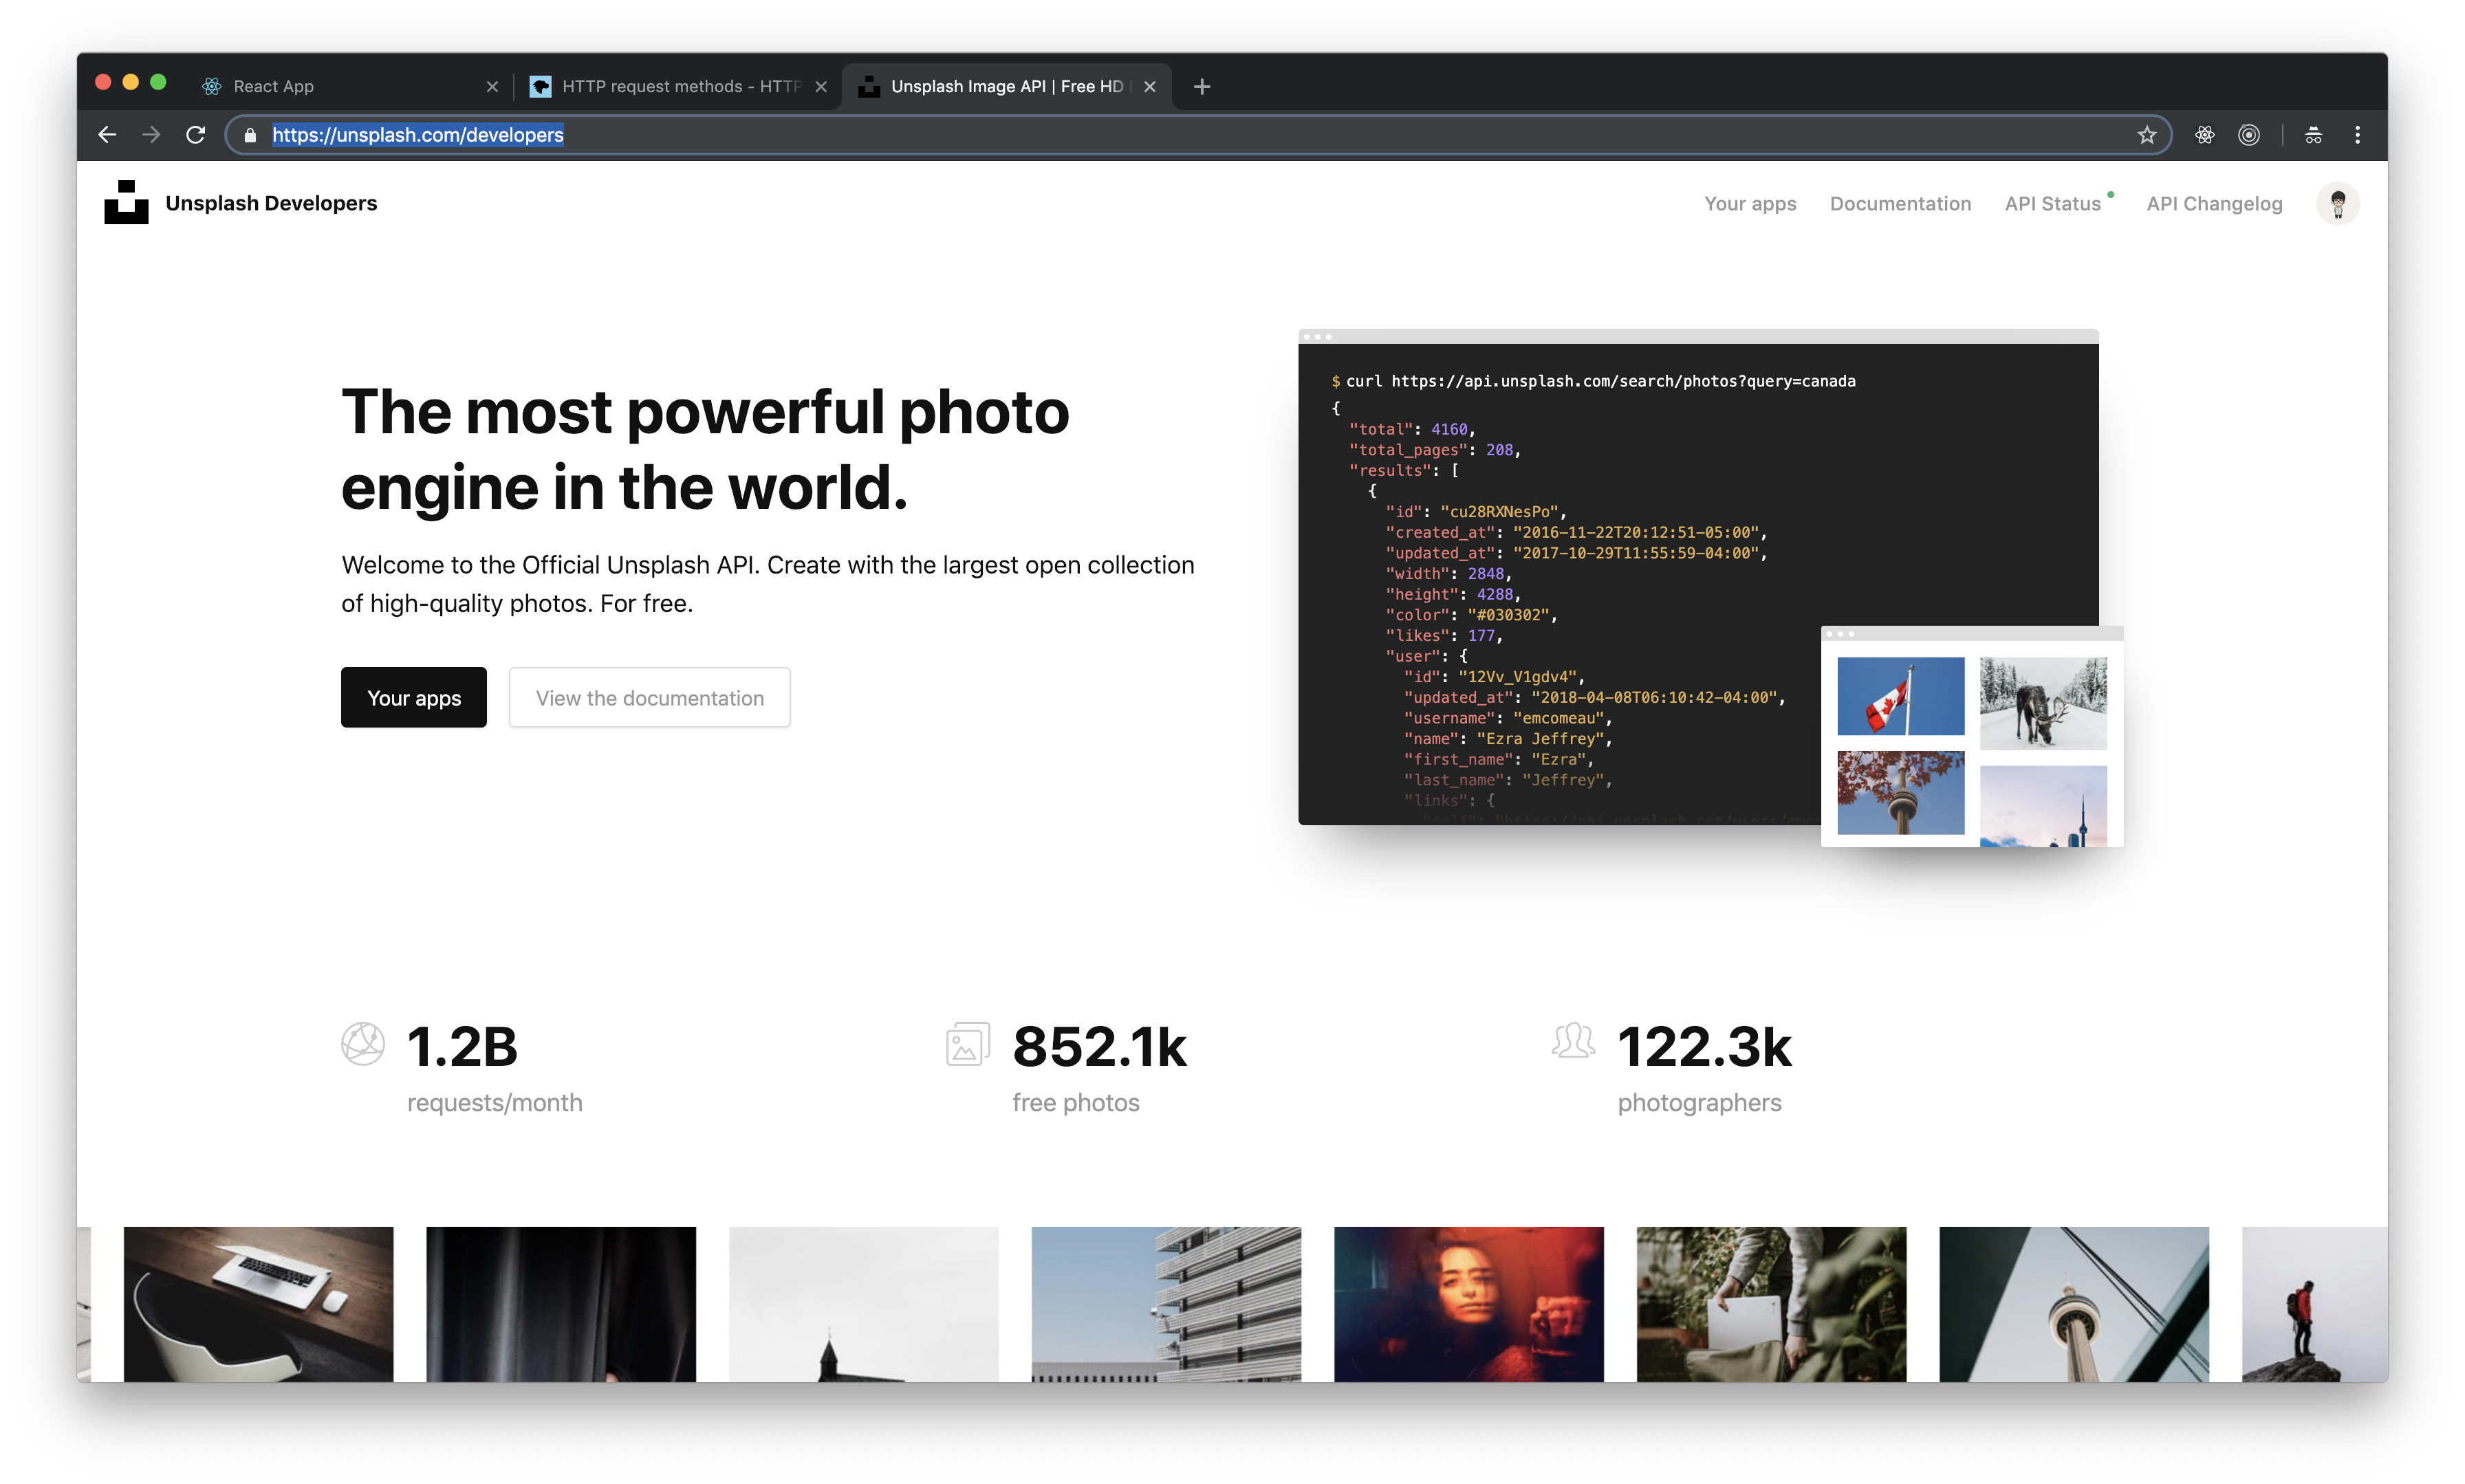 React App
HTTP request methods - HTTP
Unsplash Image API | Free HD
https://unsplash.com/developers
Unsplash Developers
Your apps
Documentation
API Status
API Changelog
The most powerful photo
engine in the world.
Welcome to the Official Unsplash API. Create with the largest open collection
of high-quality photos. For free.
Your apps
View the documentation
$ curl https://api.unsplash.com/search/photos?query=canada
{
"total": 4160,
"total_pages": 208,
"results": [
{
"id": "cu28RXNesPo",
"created_at": "2016-11-22T20:12:51-05:00",
"updated_at": "2017-10-29T11:55:59-04:00",
"width": 2848,
"height": 4288,
"color": "#030302",
"likes": 177,
"user": {
"id": "12Vv_V1gdv4",
"updated_at": "2018-04-08T06:10:42-04:00",
"username": "emcomeau",
"name": "Ezra Jeffrey",
"first_name": "Ezra",
"last_name": "Jeffrey",
"links": {
1.2B
requests/month
852.1k
free photos
122.3k
photographers